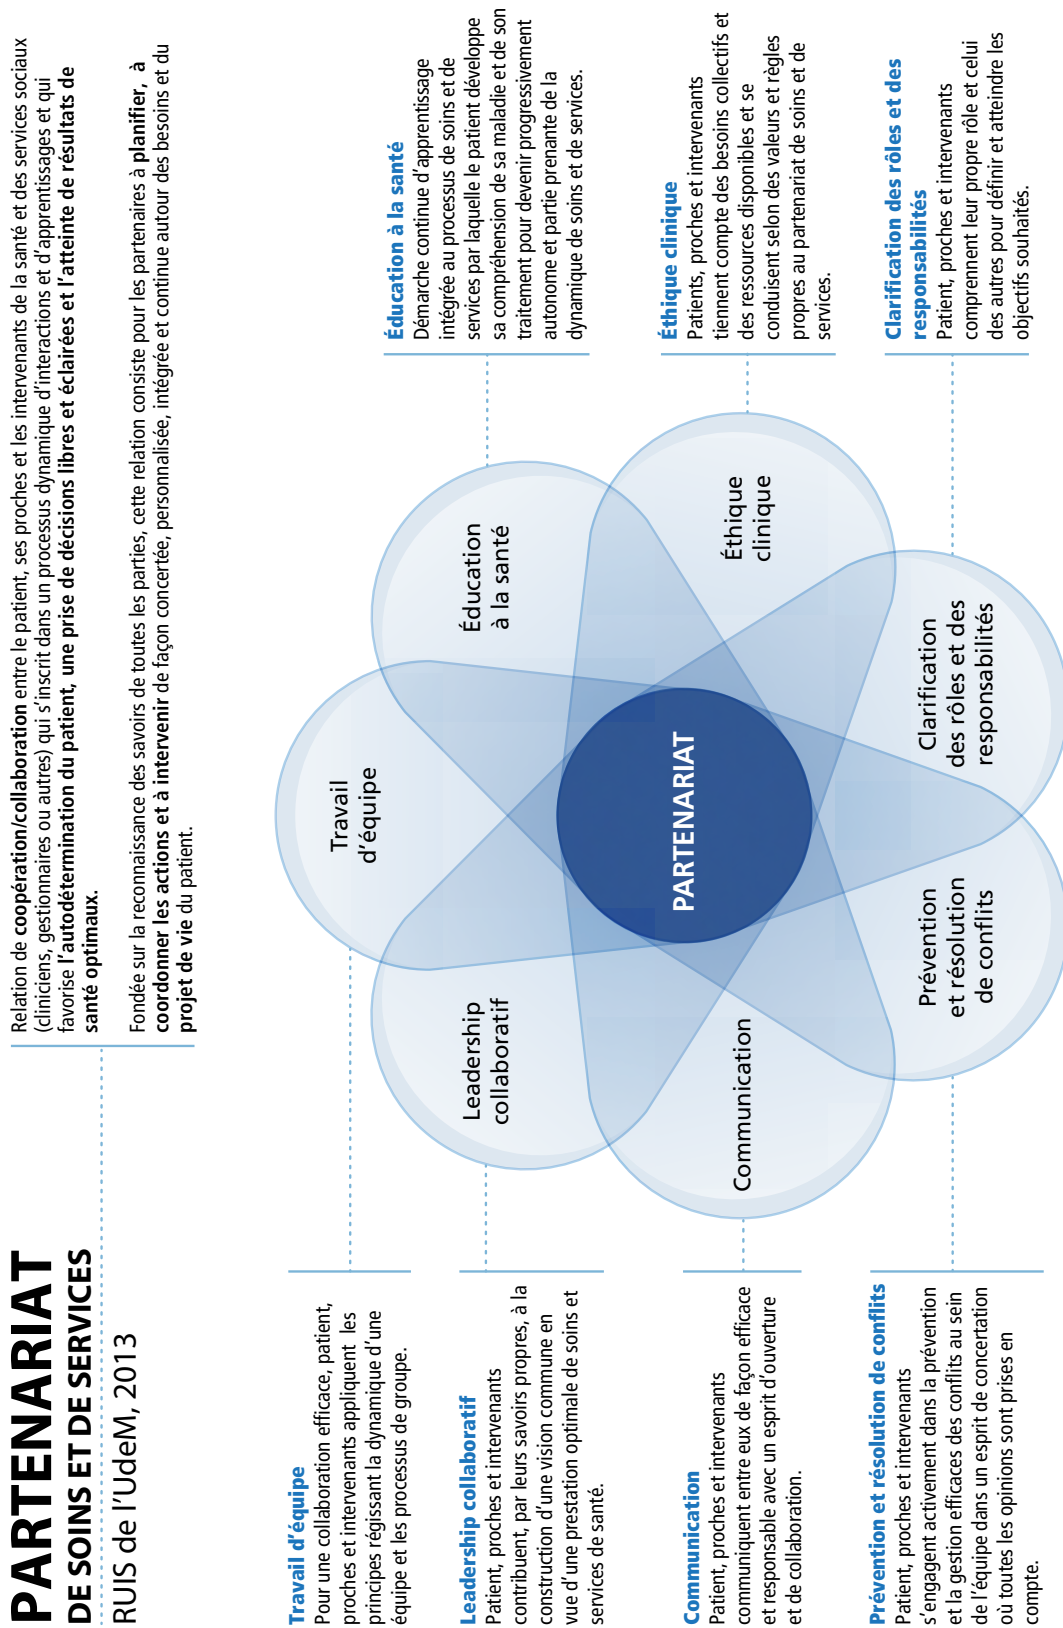 PARTENARIAT
DE SOINS ET DE SERVICES
RUIS de l'UdeM, 2013
Relation de coopération/collaboration entre le patient, ses proches et les intervenants de la santé et des services sociaux
(cliniciens, gestionnaires ou autres) qui s'inscrit dans un processus dynamique d'interactions et d'apprentissages et qui
favorise l'autodétermination du patient, une prise de décisions libres et éclairées et l'atteinte de résultats de
santé optimaux.
Fondée sur la reconnaissance des savoirs de toutes les parties, cette relation consiste pour les partenaires à planifier, à
coordonner les actions et à intervenir de façon concertée, personnalisée, intégrée et continue autour des besoins et du
projet de vie du patient.
Travail d'équipe
Pour une collaboration efficace, patient,
proches et intervenants appliquent les
principes régissant la dynamique d'une
équipe et les processus de groupe.
Leadership collaboratif
Patient, proches et intervenants
contribuent, par leurs savoirs propres, à la
construction d'une vision commune en
vue d'une prestation optimale de soins et
services de santé.
Communication
Patient, proches et intervenants
communiquent entre eux de façon efficace
et responsable avec un esprit d'ouverture
et de collaboration.
Prévention et résolution de conflits
Patient, proches et intervenants
s'engagent activement dans la prévention
et la gestion efficaces des conflits au sein
de l'équipe dans un esprit de concertation
où toutes les opinions sont prises en
compte.
Travail
d'équipe
Leadership
collaboratif
Éducation
à la santé
PARTENARIAT
Communication
Éthique
clinique
Prévention
et résolution
de conflits
Clarification
des rôles et des
responsabilités
Éducation à la santé
Démarche continue d'apprentissage
intégrée au processus de soins et de
services par laquelle le patient développe
sa compréhension de sa maladie et de son
traitement pour devenir progressivement
autonome et partie prenante de la
dynamique de soins et de services.
Éthique clinique
Patients, proches et intervenants
tiennent compte des besoins collectifs et
des ressources disponibles et se
conduisent selon des valeurs et règles
propres au partenariat de soins et de
services.
Clarification des rôles et des
responsabilités
Patient, proches et intervenants
comprennent leur propre rôle et celui
des autres pour définir et atteindre les
objectifs souhaités.